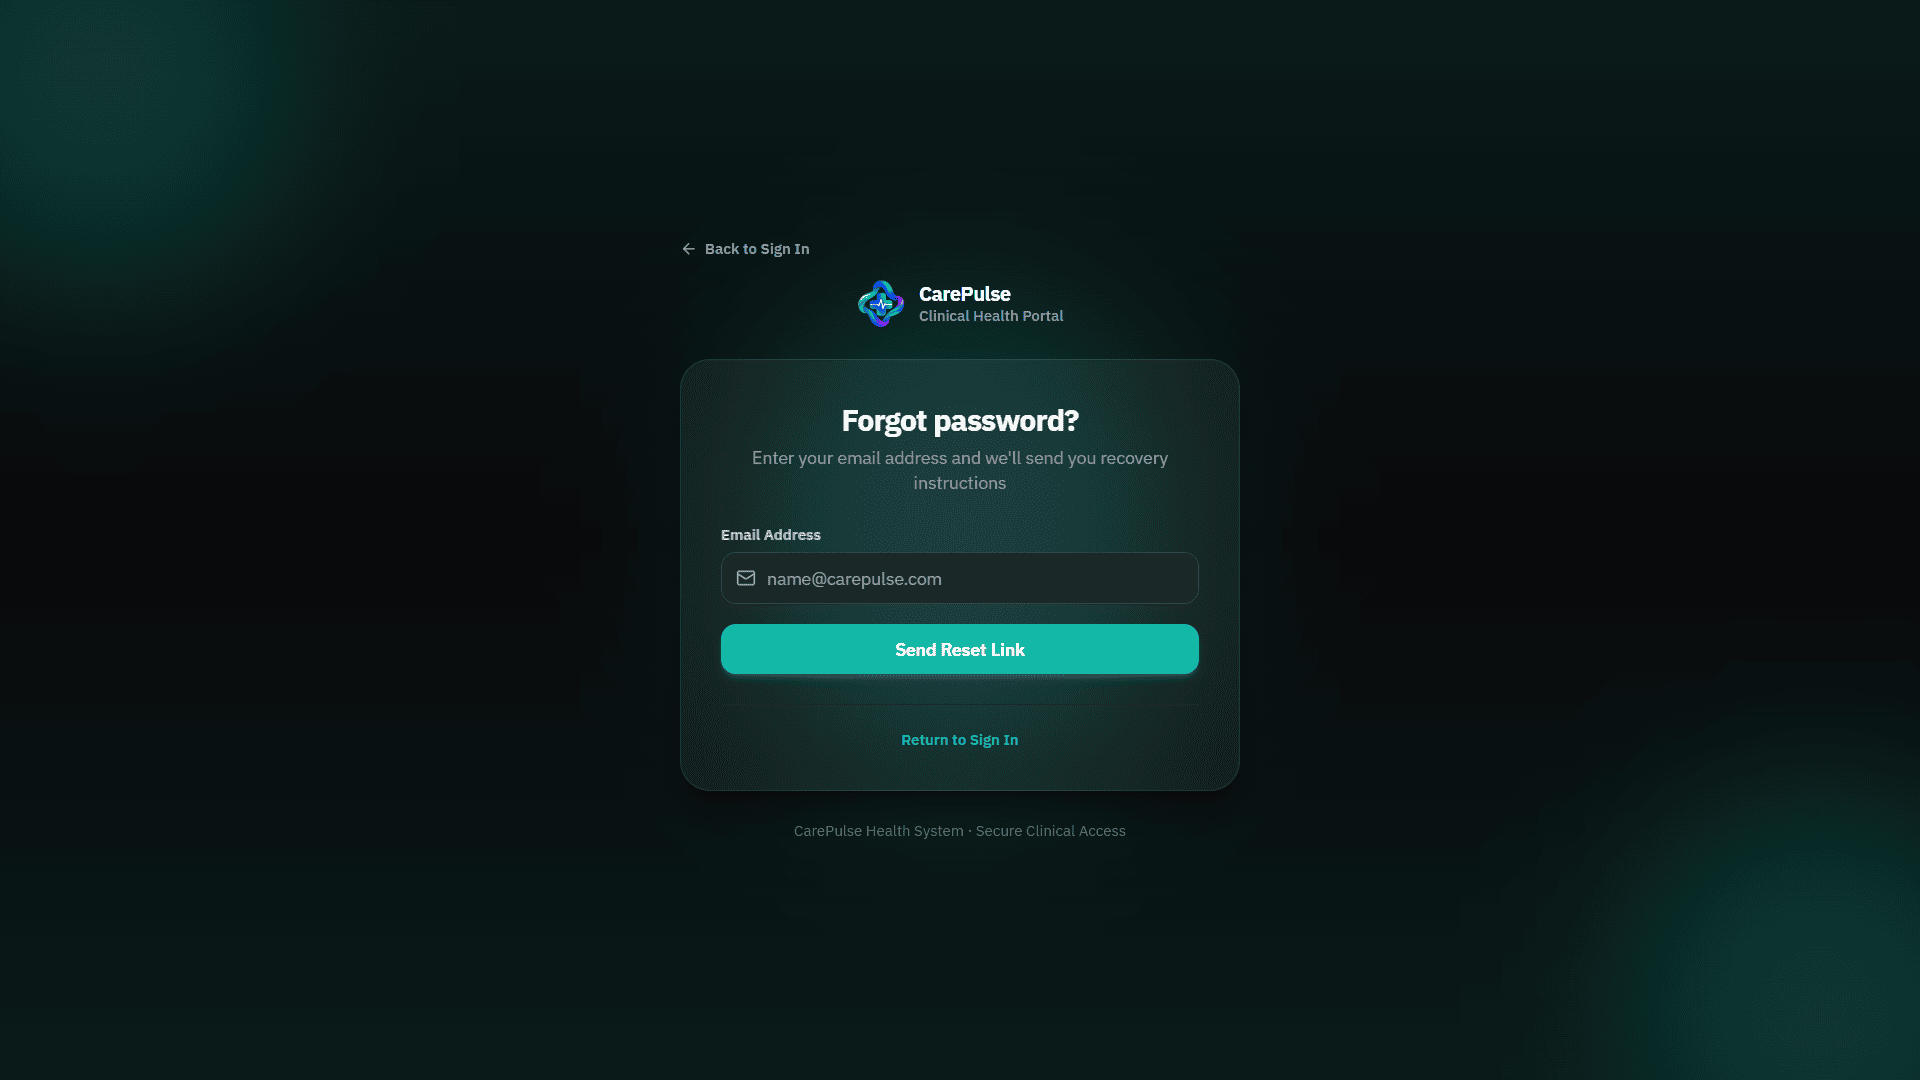 Back to Sign In
CarePulse
Clinical Health Portal
Forgot password?
Enter your email address and we'll send you recovery
instructions
Email Address
name@carepulse.com
Send Reset Link
Return to Sign In
CarePulse Health System · Secure Clinical Access